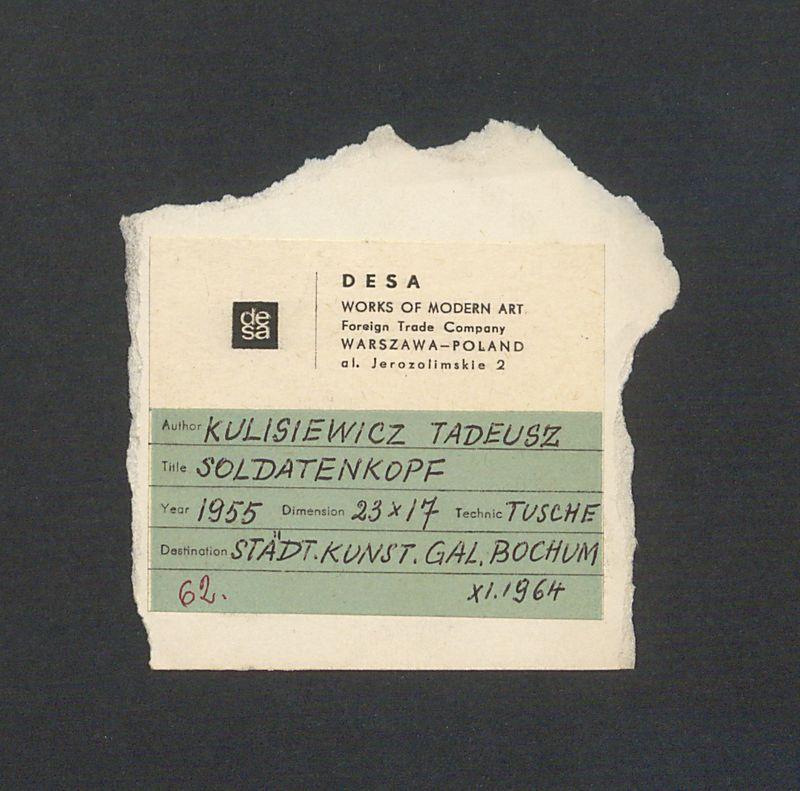 de
sa
DESA
WORKS OF MODERN ART
Foreign Trade Company
WARSZAWA–POLAND
al. Jerozolimskie 2
Author KULISIEWICZ TADEUSZ
Title SOLDATENKOPF
Year 1955 Dimension 23×17 Technic TUSCHE
Destination STÄDT. KUNST. GAL. BOCHUM
62. XI.1964